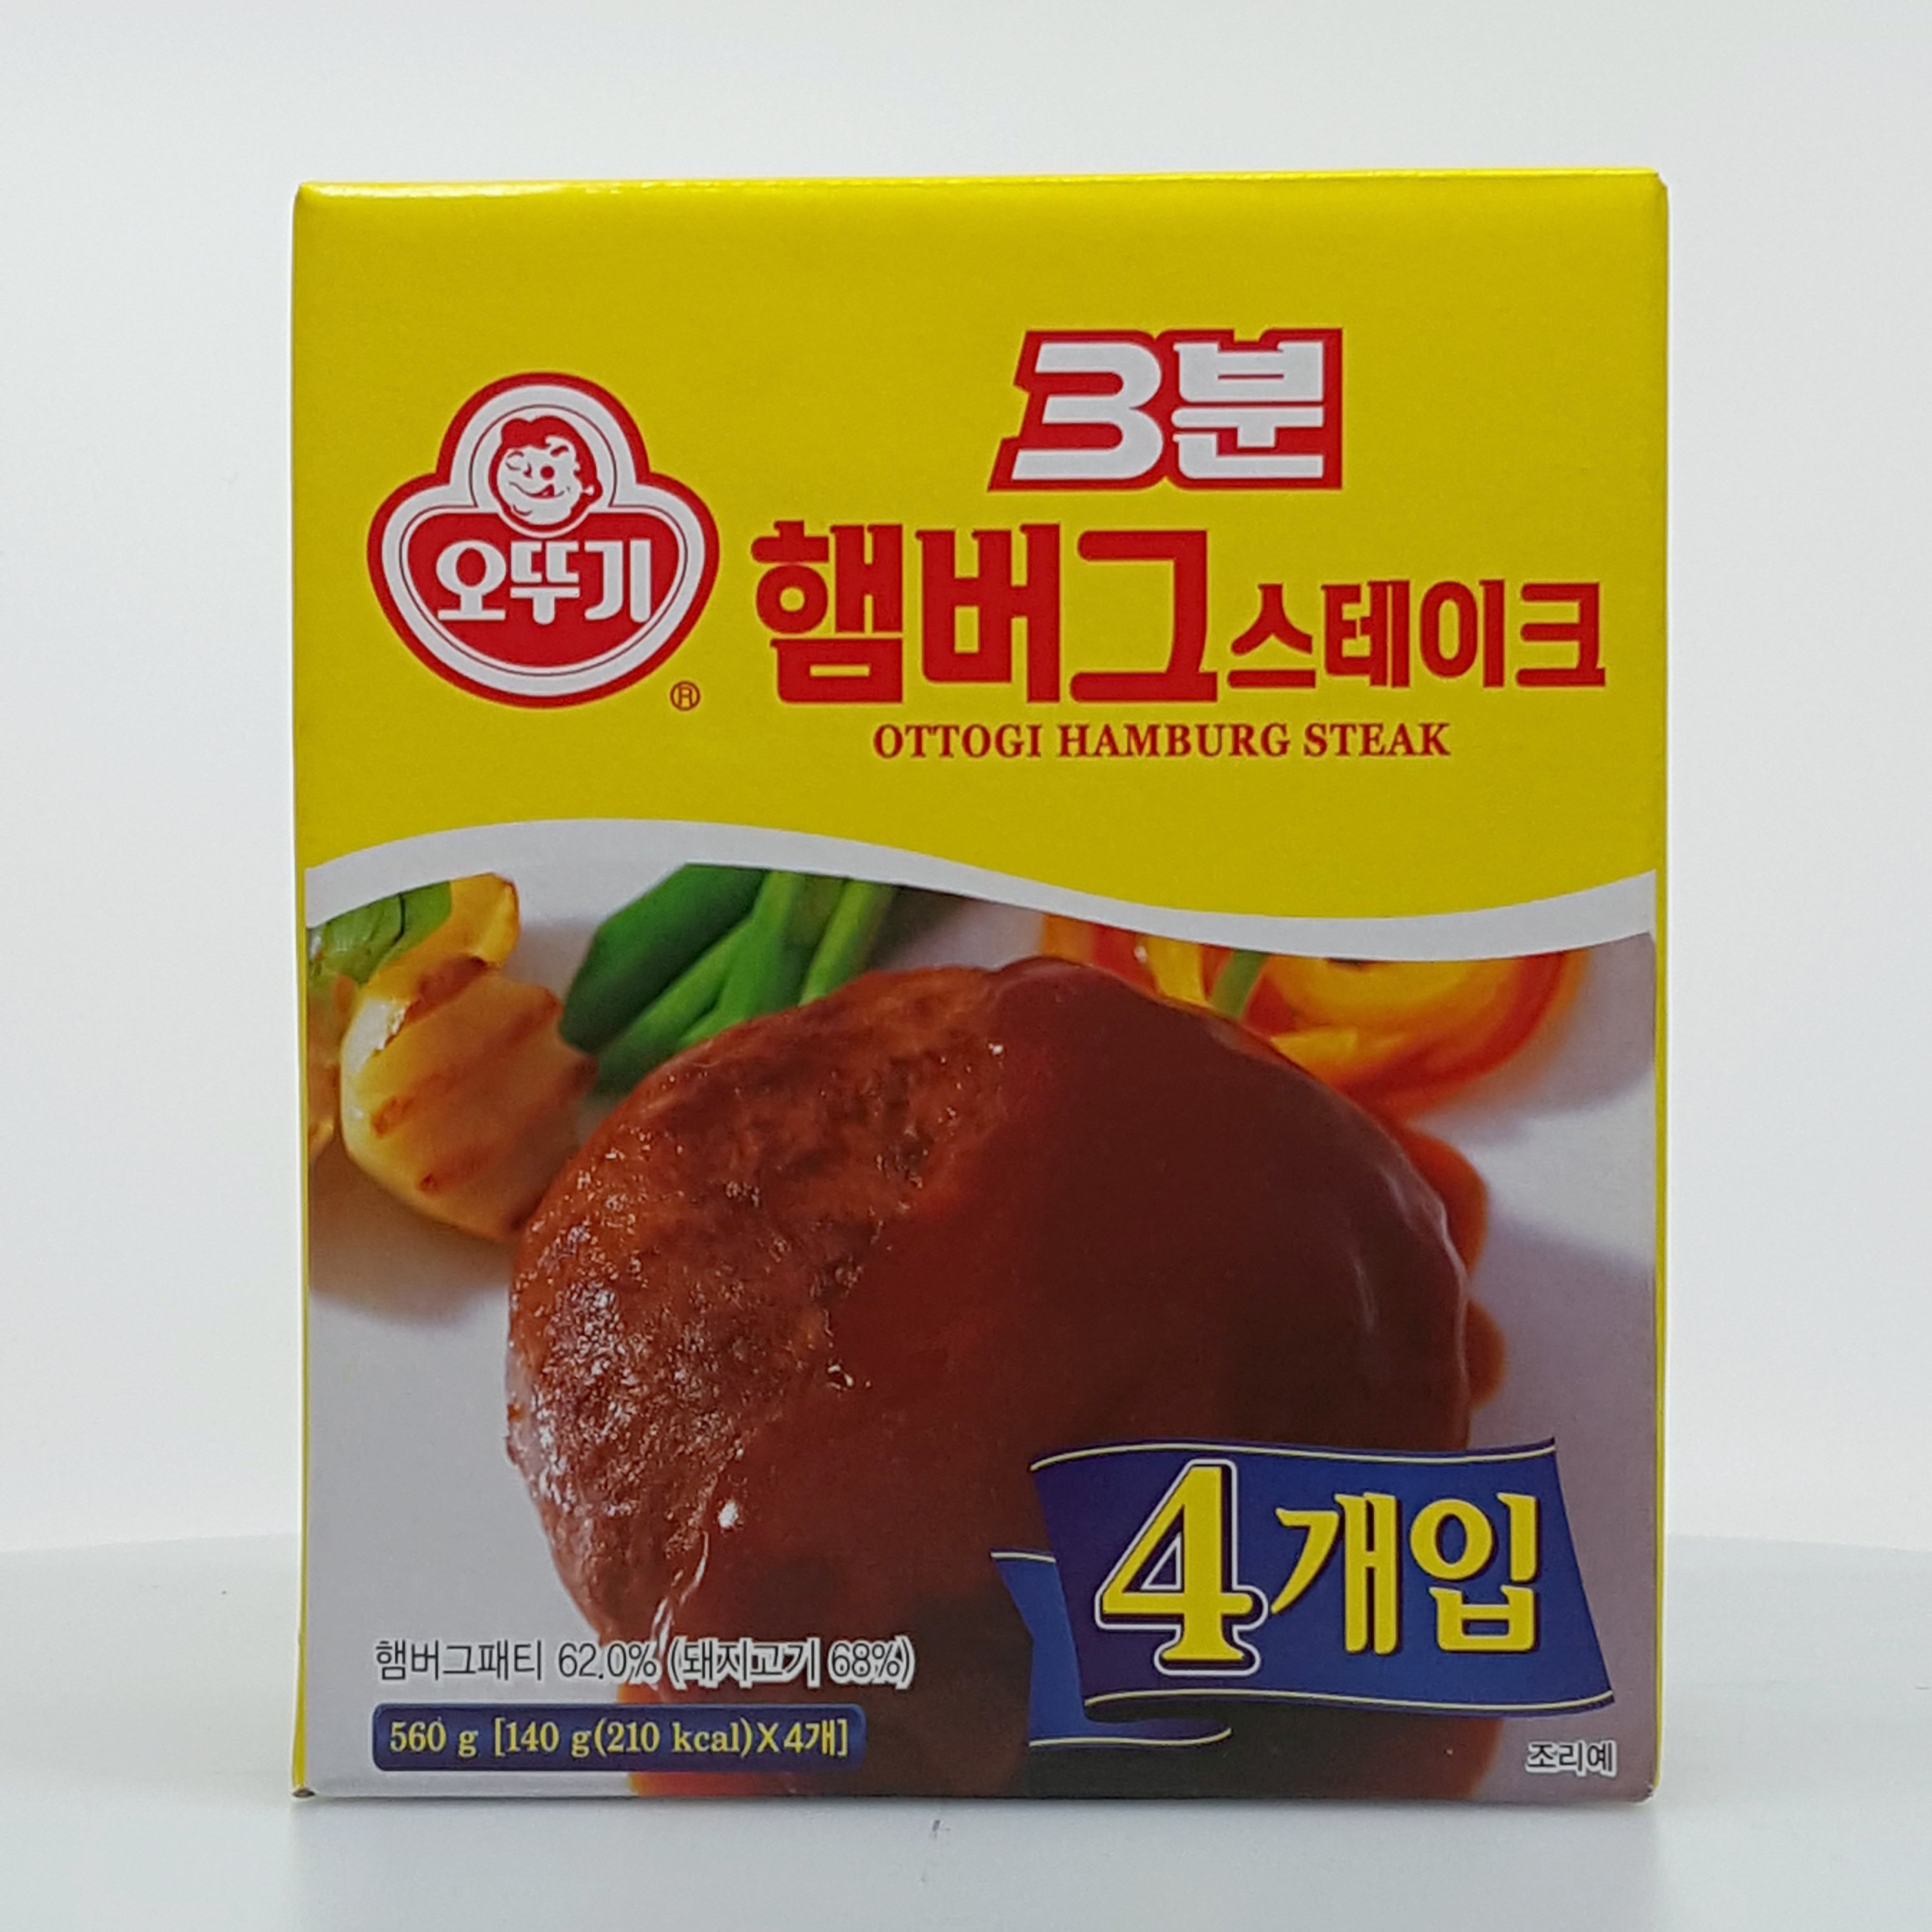 오뚜기
®
3분
햄버그스테이크
OTTOGI HAMBURG STEAK
4개입
햄버그패티 62.0% (돼지고기 68%)
560 g [140 g(210 kcal)X4개]
조리예